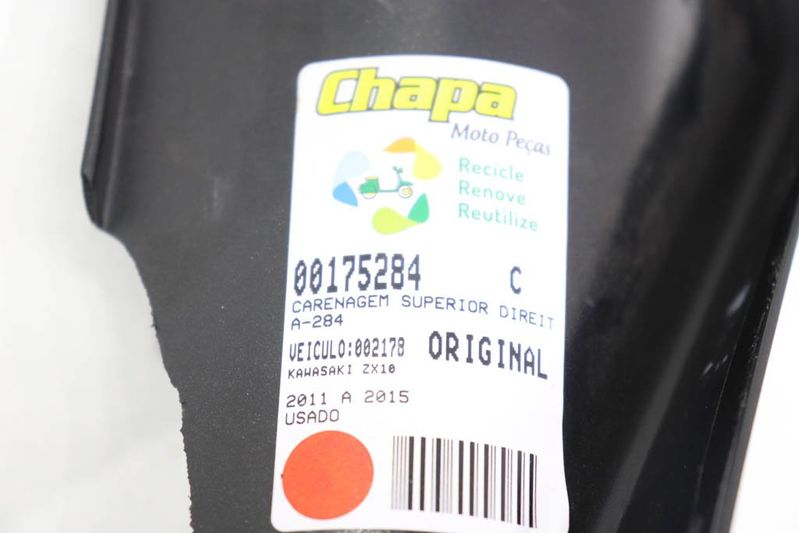 Chapa
Moto Peças
Recicle
Renove
Reutilize
00175284 C
CARENAGEM SUPERIOR DIREIT
A-284
VEICULO:002178 ORIGINAL
KAWASAKI ZX10
2011 A 2015
USADO